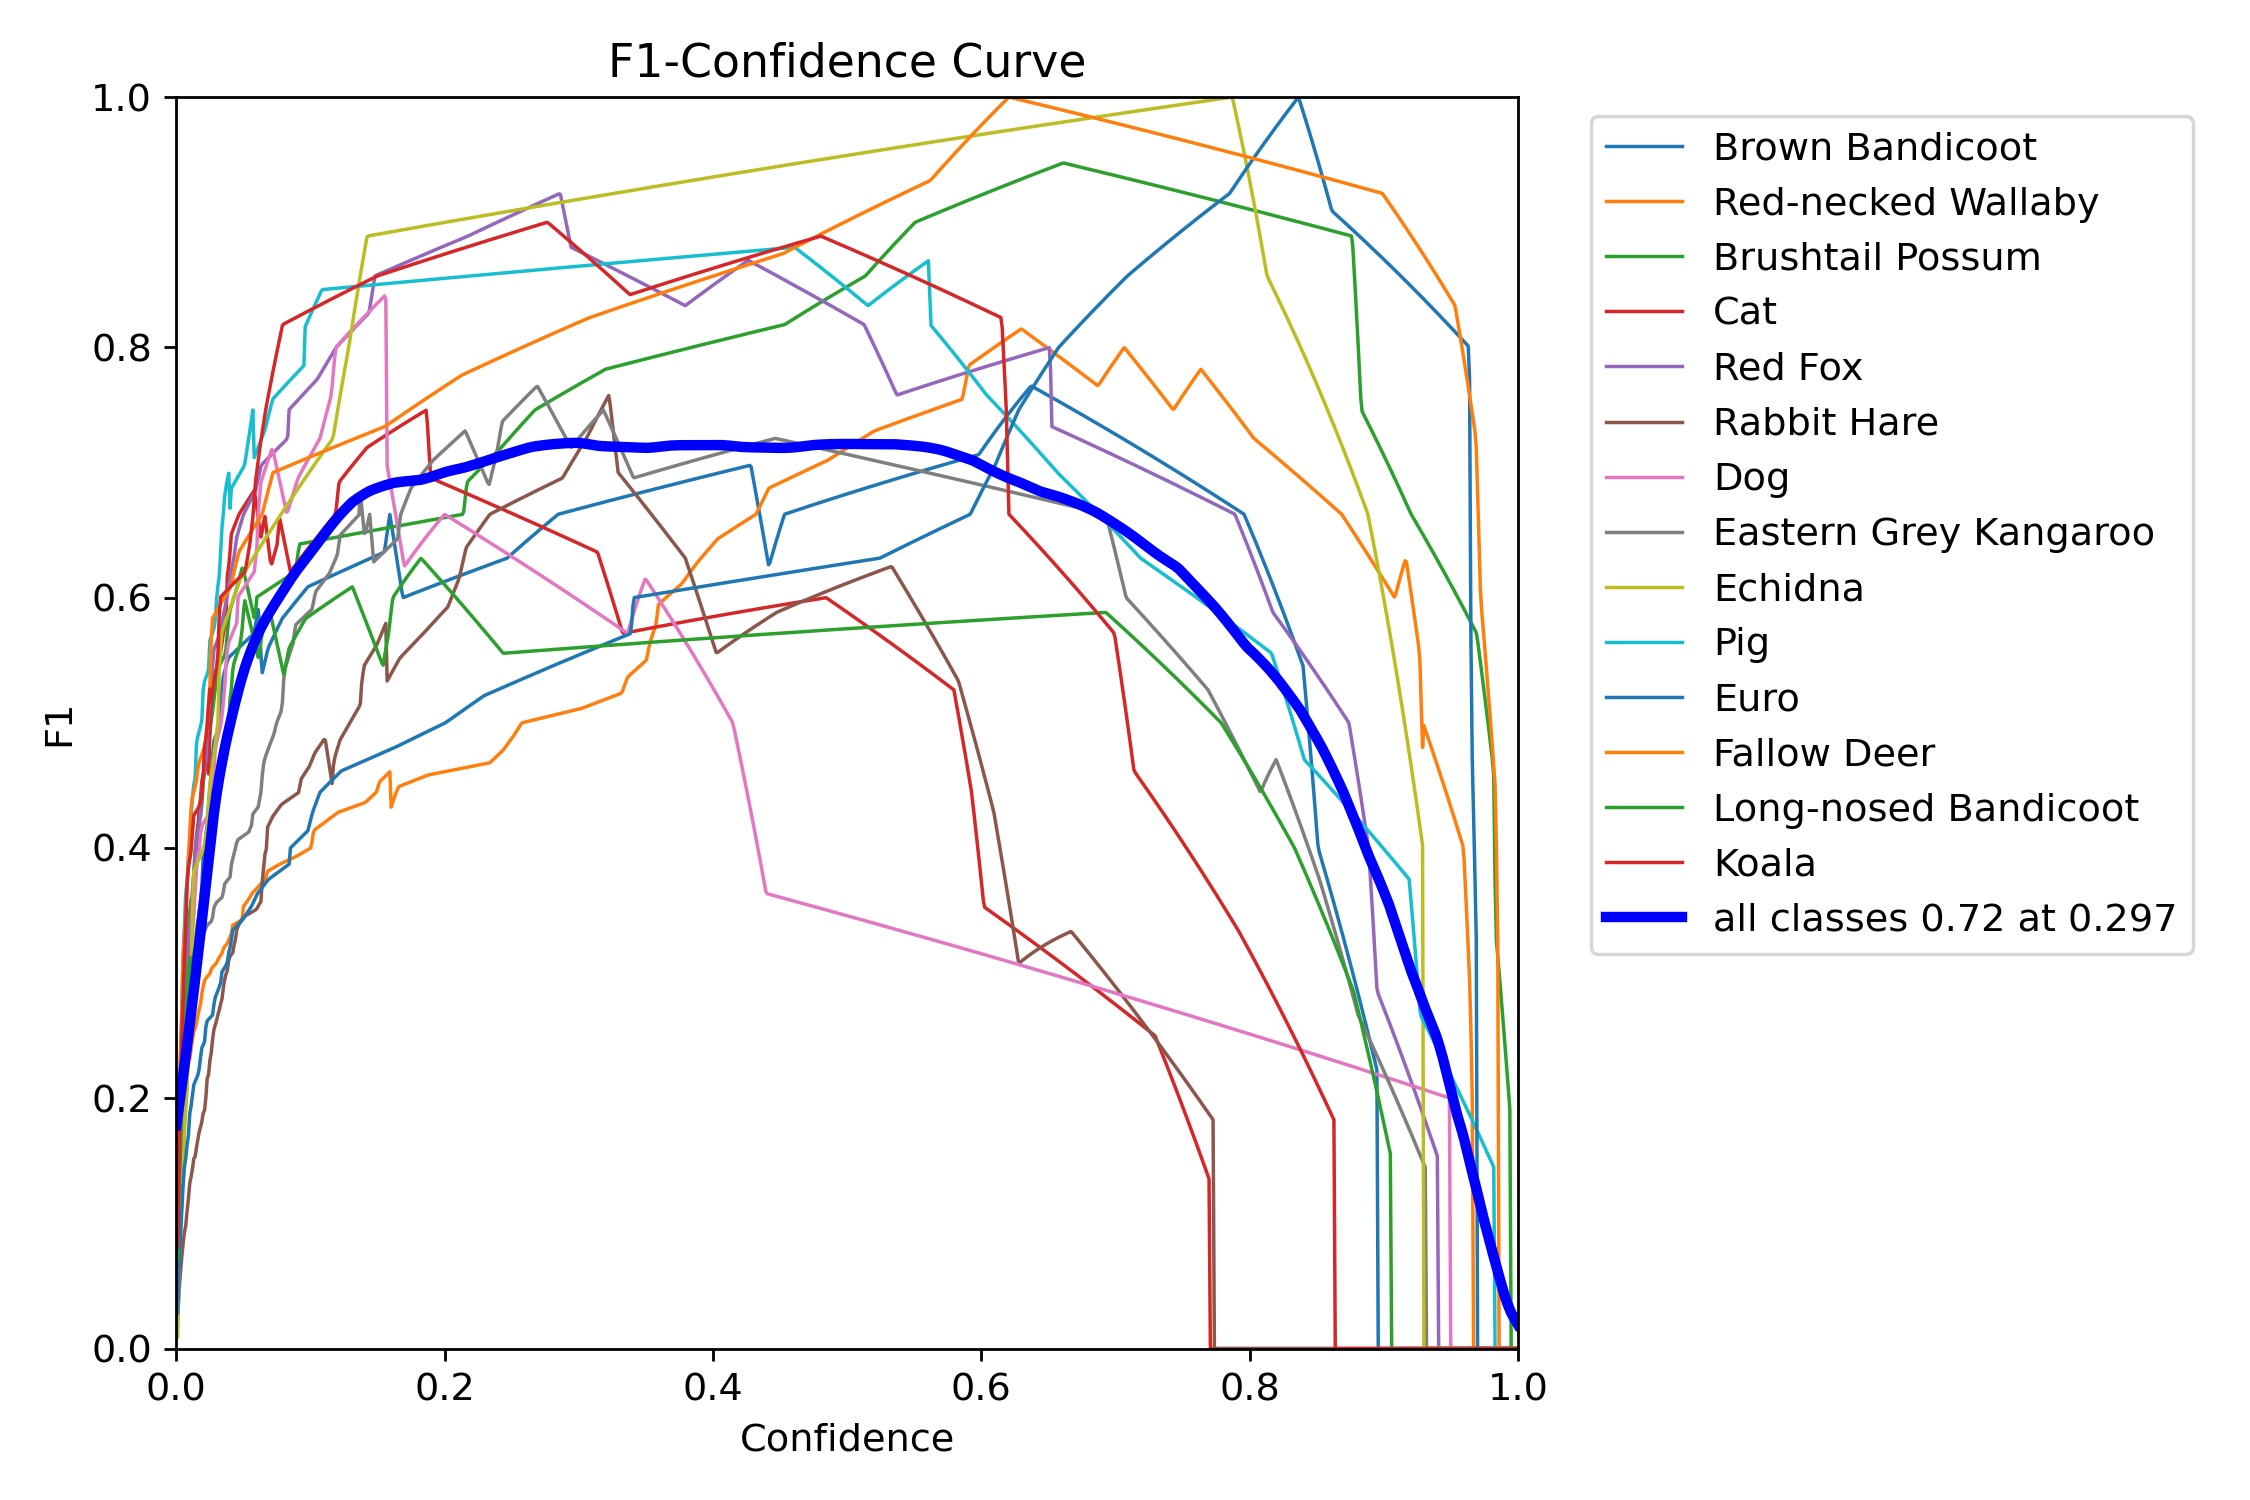 F1-Confidence Curve
1.0
0.8
0.6
0.4
0.2
0.0
F1
0.0 0.2 0.4 0.6 0.8 1.0
Confidence
Brown Bandicoot
Red-necked Wallaby
Brushtail Possum
Cat
Red Fox
Rabbit Hare
Dog
Eastern Grey Kangaroo
Echidna
Pig
Euro
Fallow Deer
Long-nosed Bandicoot
Koala
all classes 0.72 at 0.297